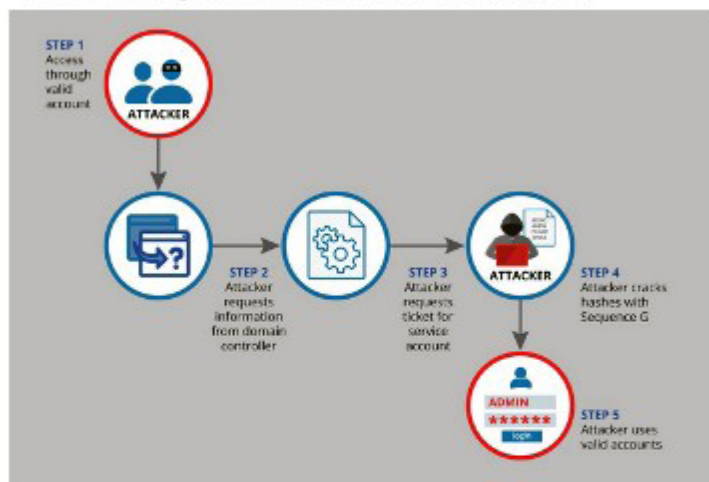 STEP 1
Access
through
valid
account
ATTACKER
?
STEP 2
Attacker
requests
information
from domain
controller
STEP 3
Attacker
requests
ticket for
service
account
ATTACKER
STEP 4
Attacker cracks
hashes with
Sequence G
ADMIN
******
login
STEP 5
Attacker uses
valid accounts